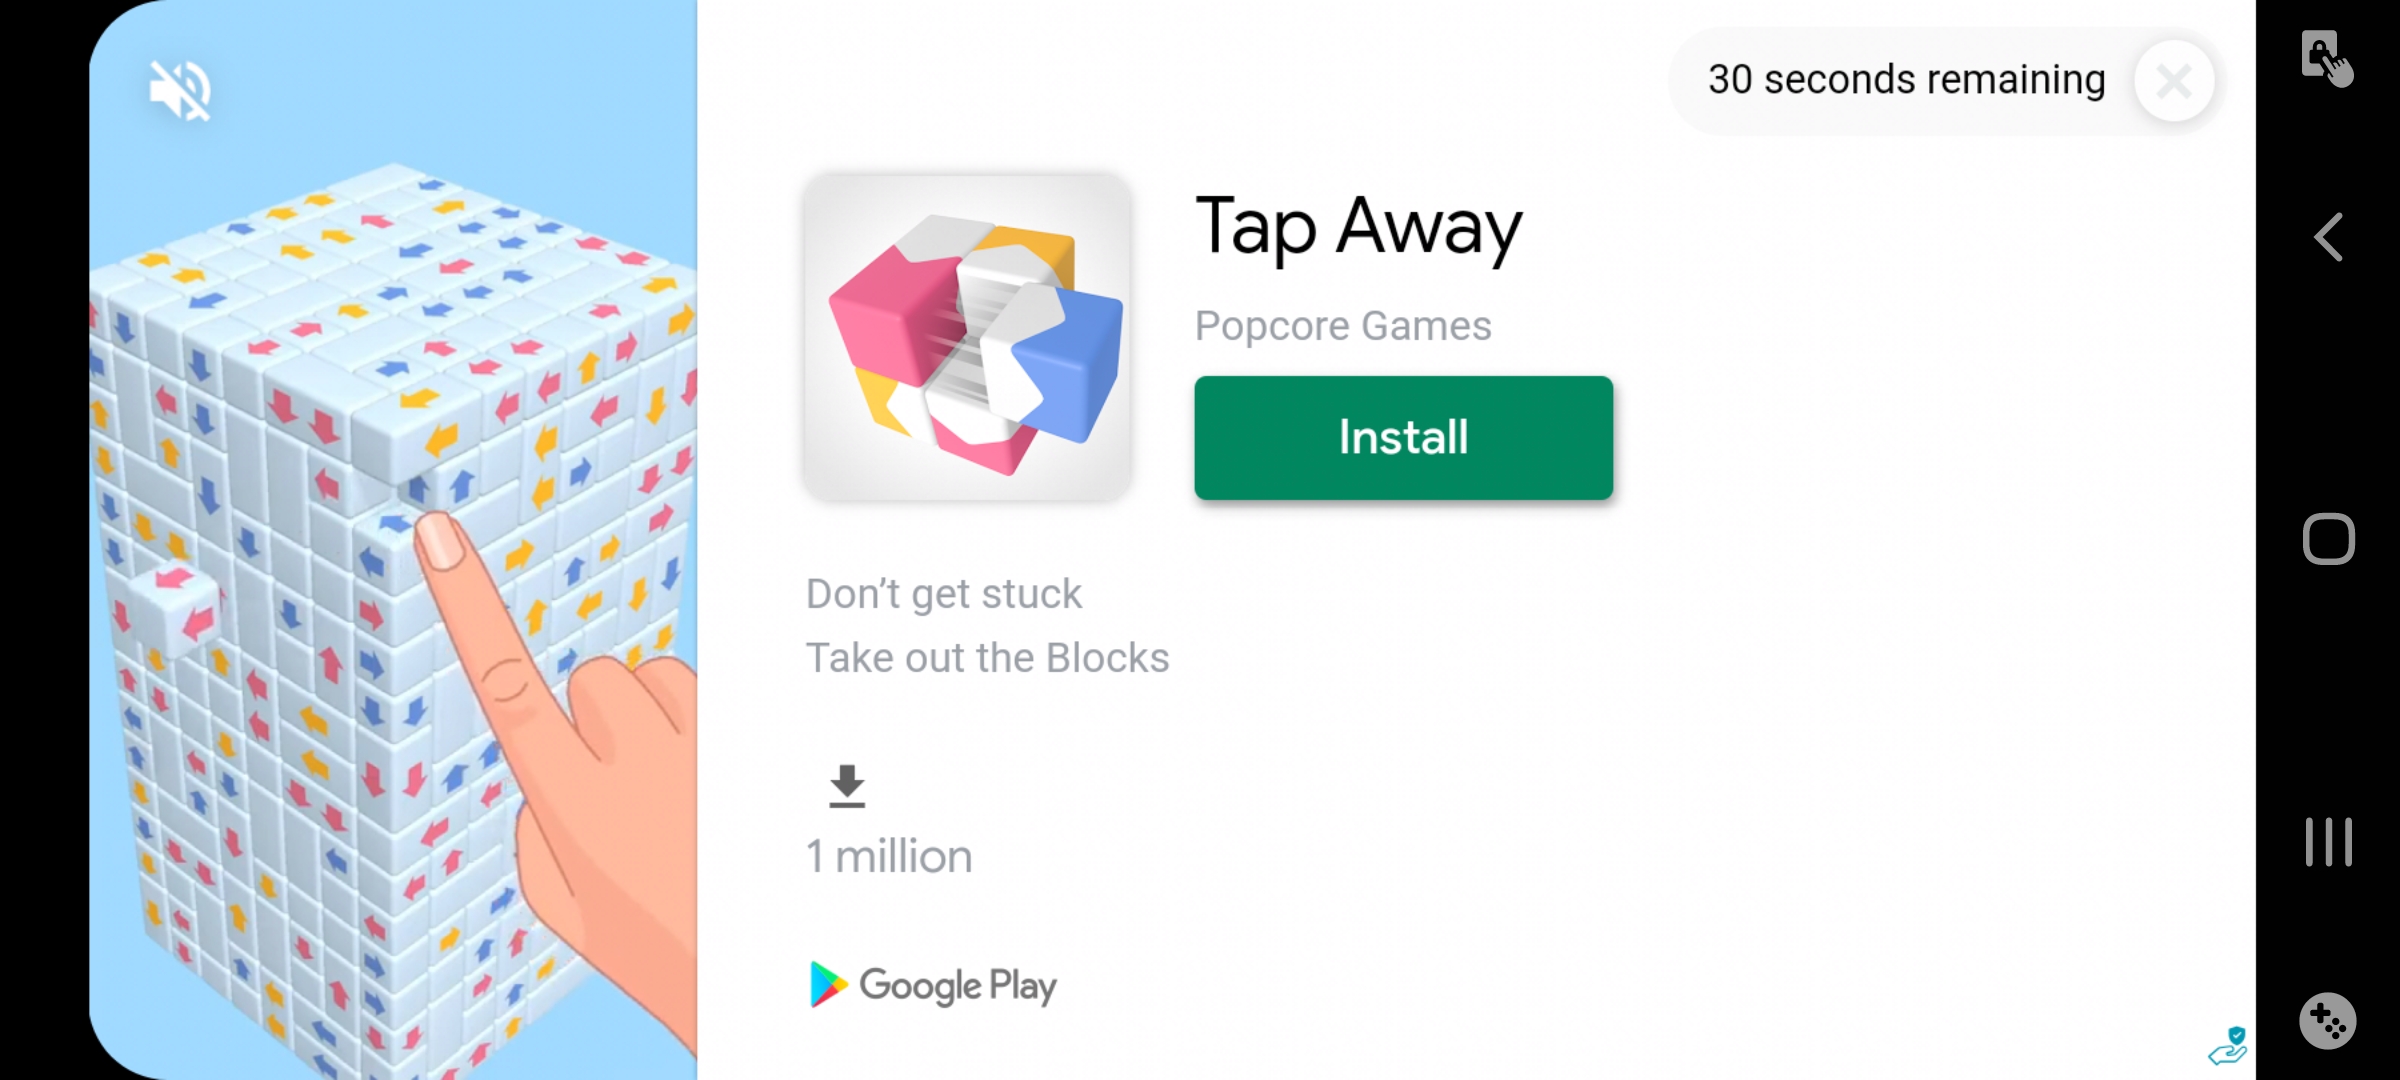 30 seconds remaining
Tap Away
Popcore Games
Install
Don't get stuck
Take out the Blocks
1 million
Google Play